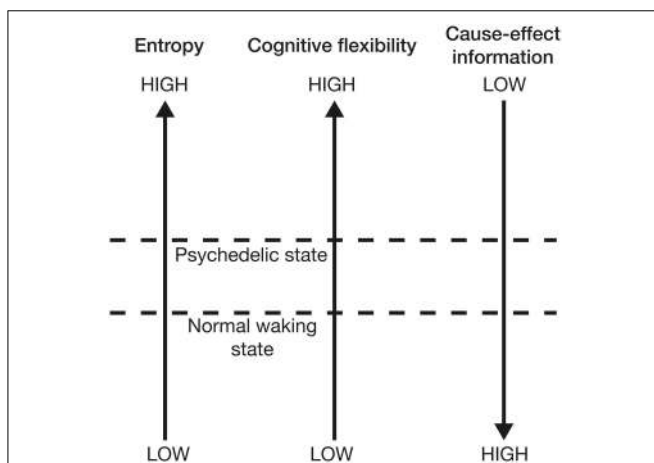 Entropy
Cognitive flexibility
Cause-effect
information
HIGH
HIGH
LOW
Psychedelic state
Normal waking
state
LOW
LOW
HIGH